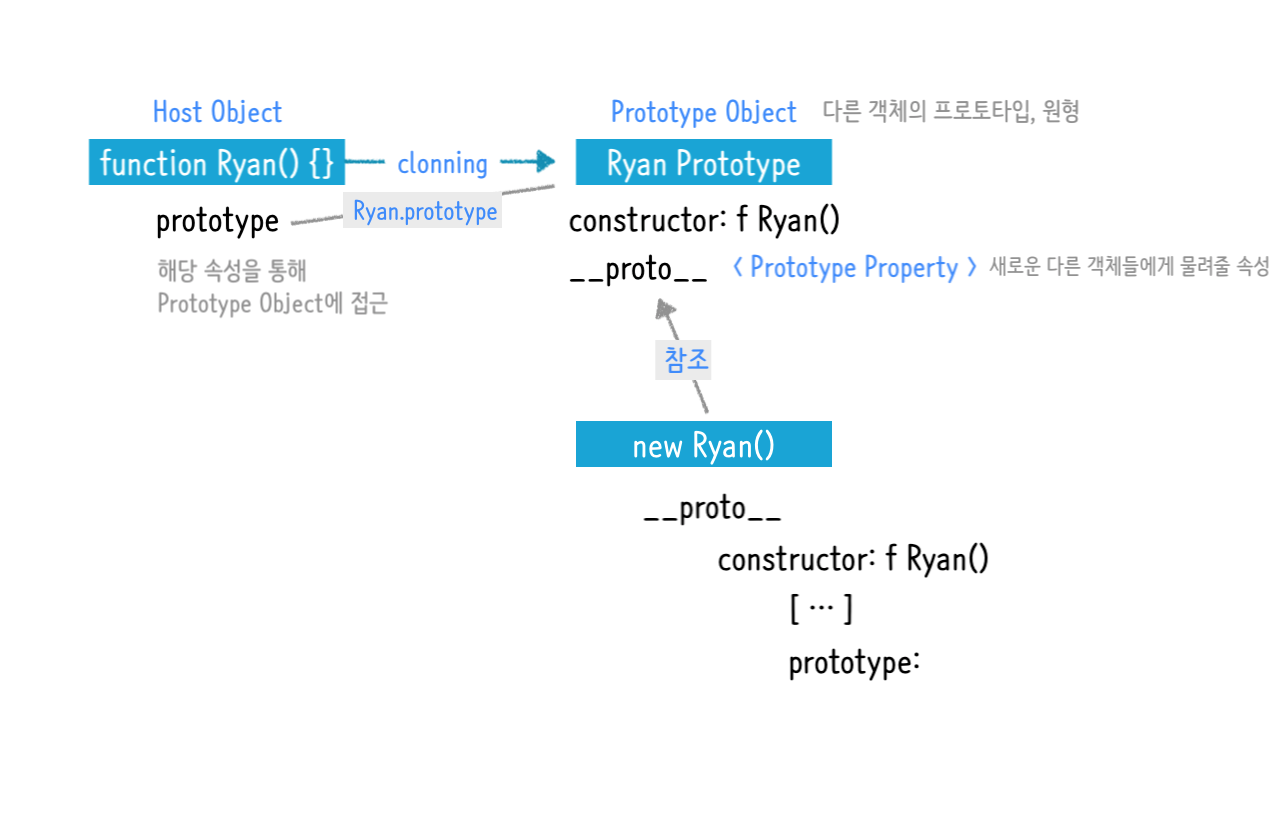 Host Object
Prototype Object 다른 객체의 프로토타입, 원형
function Ryan() {}
clonning
Ryan Prototype
Ryan.prototype
prototype
constructor: f Ryan()
해당 속성을 통해
Prototype Object에 접근
__proto__ < Prototype Property > 새로운 다른 객체들에게 물려줄 속성
참조
new Ryan()
__proto__
constructor: f Ryan()
[ ... ]
prototype: